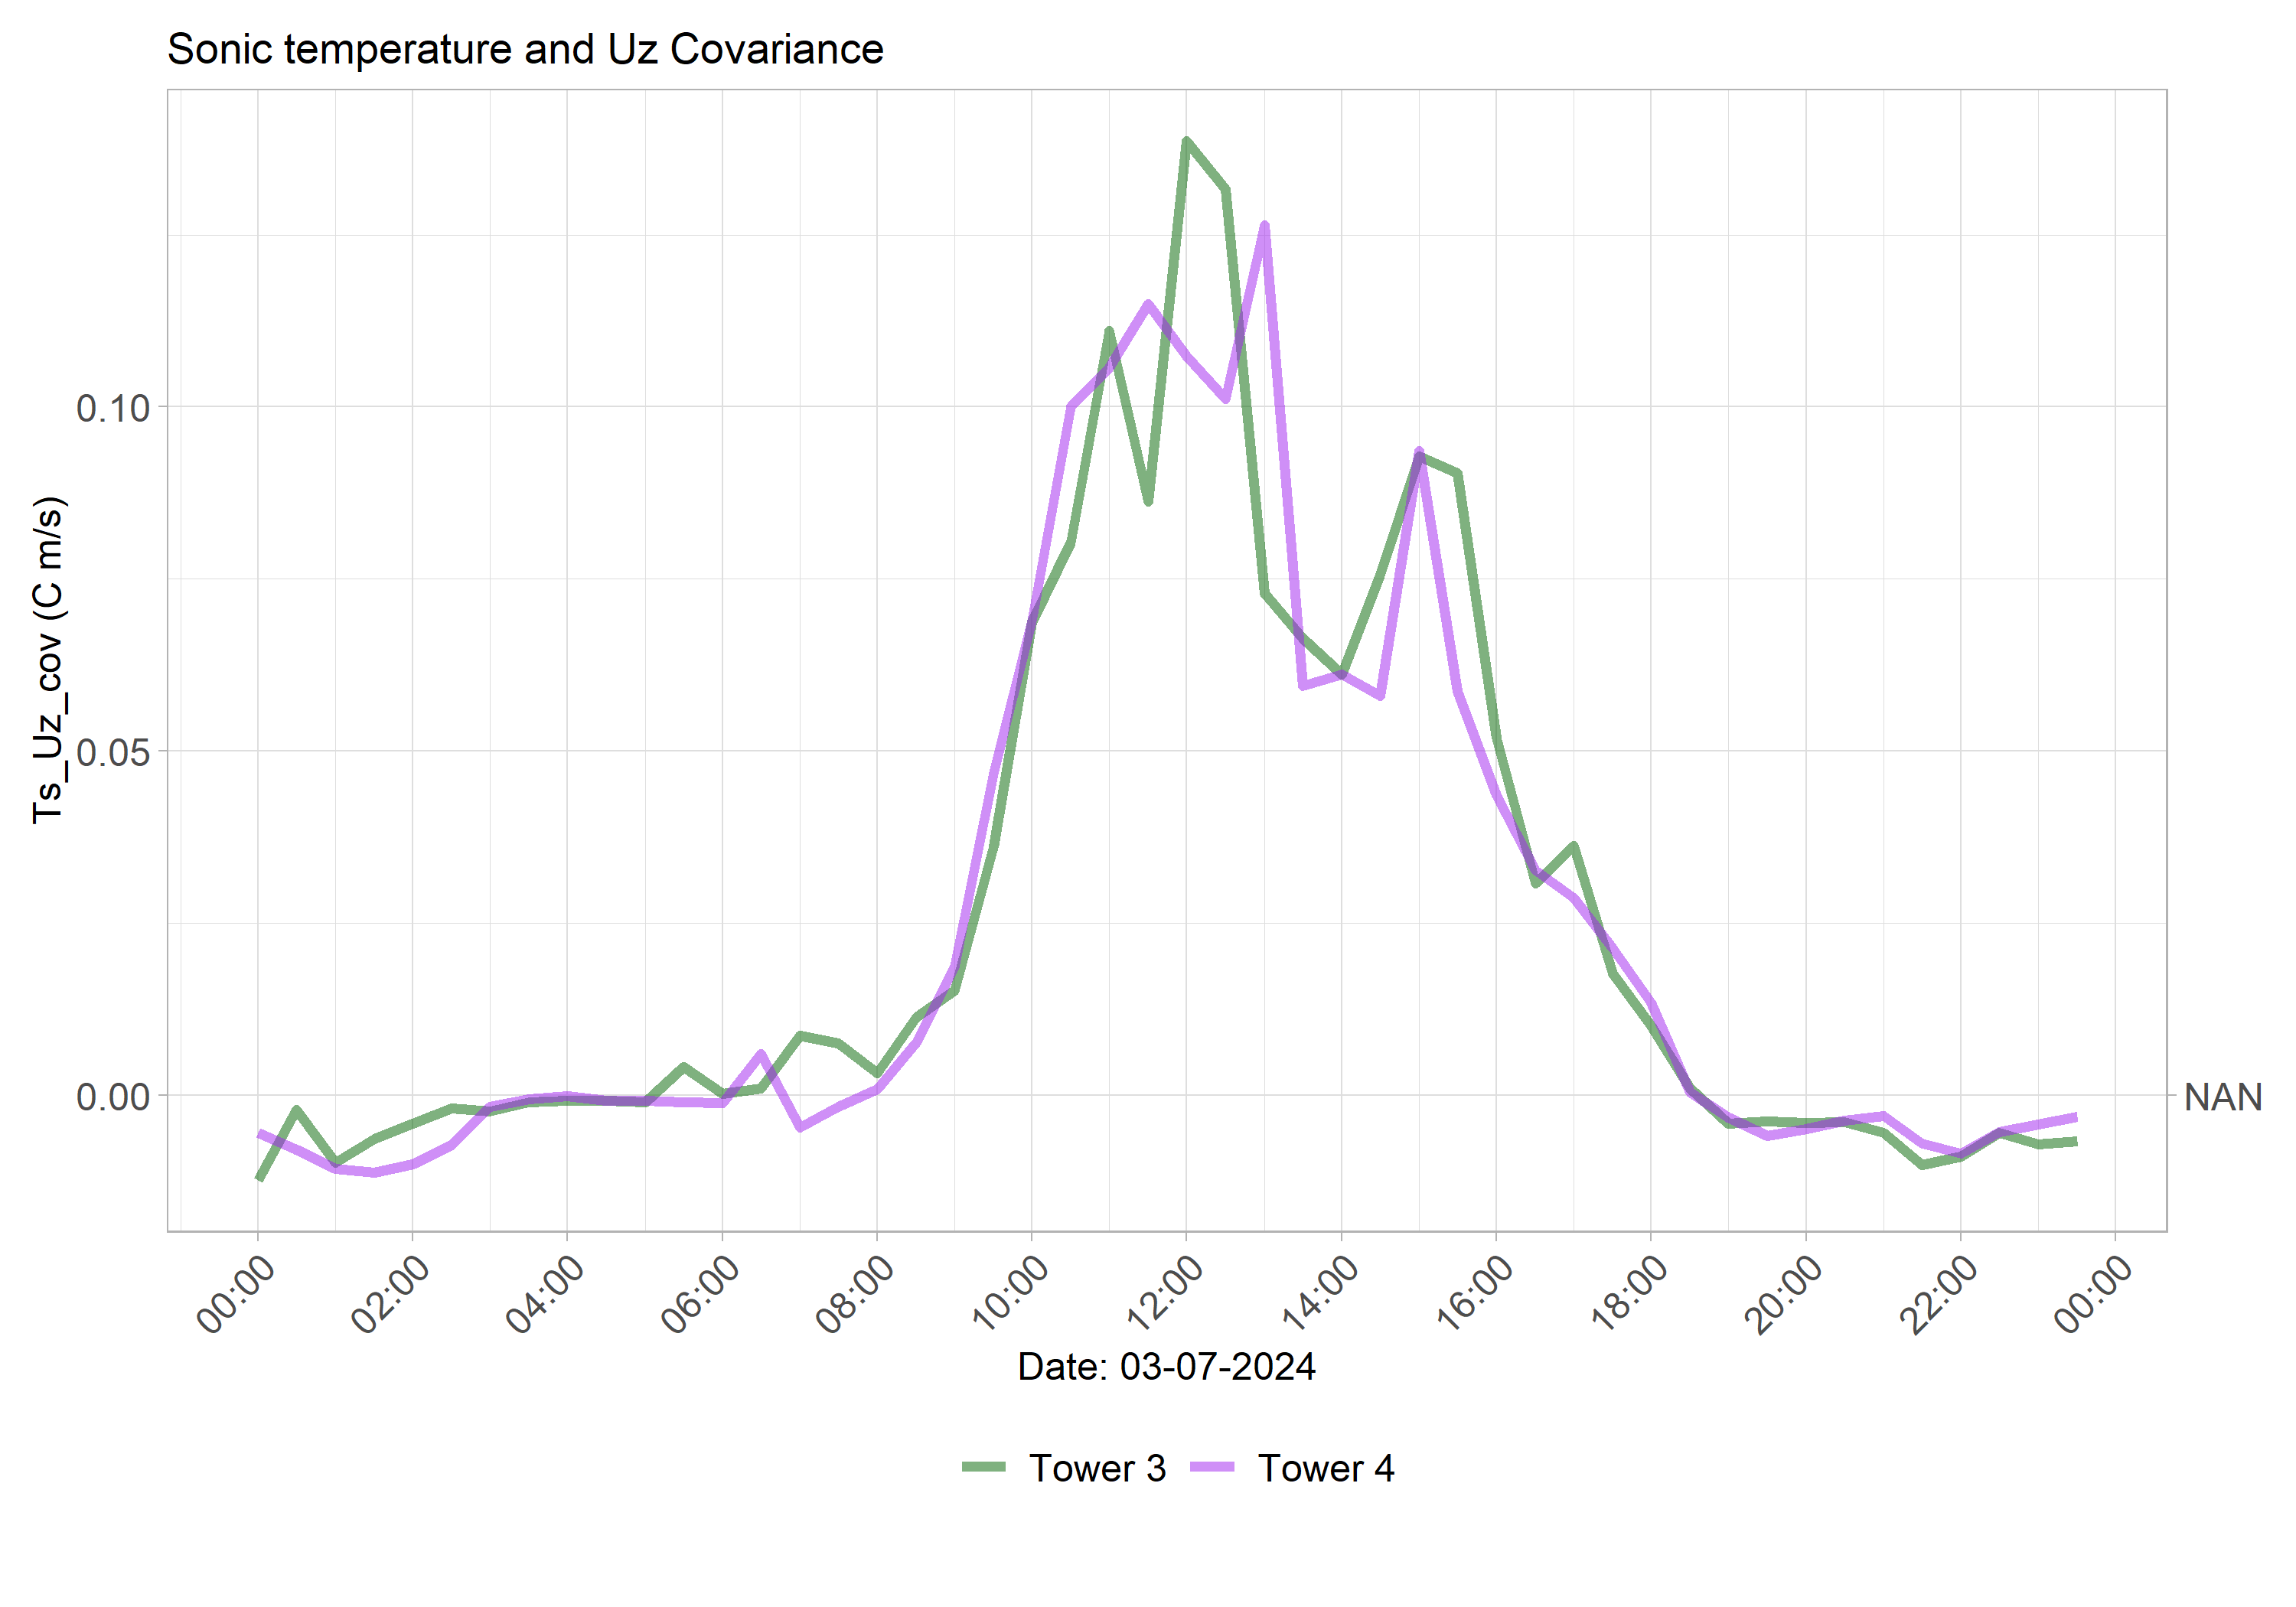 Sonic temperature and Uz Covariance
Ts_Uz_cov (C m/s)
0.10
0.05
0.00
NAN
00:00 02:00 04:00 06:00 08:00 10:00 12:00 14:00 16:00 18:00 20:00 22:00 00:00
Date: 03-07-2024
Tower 3 Tower 4